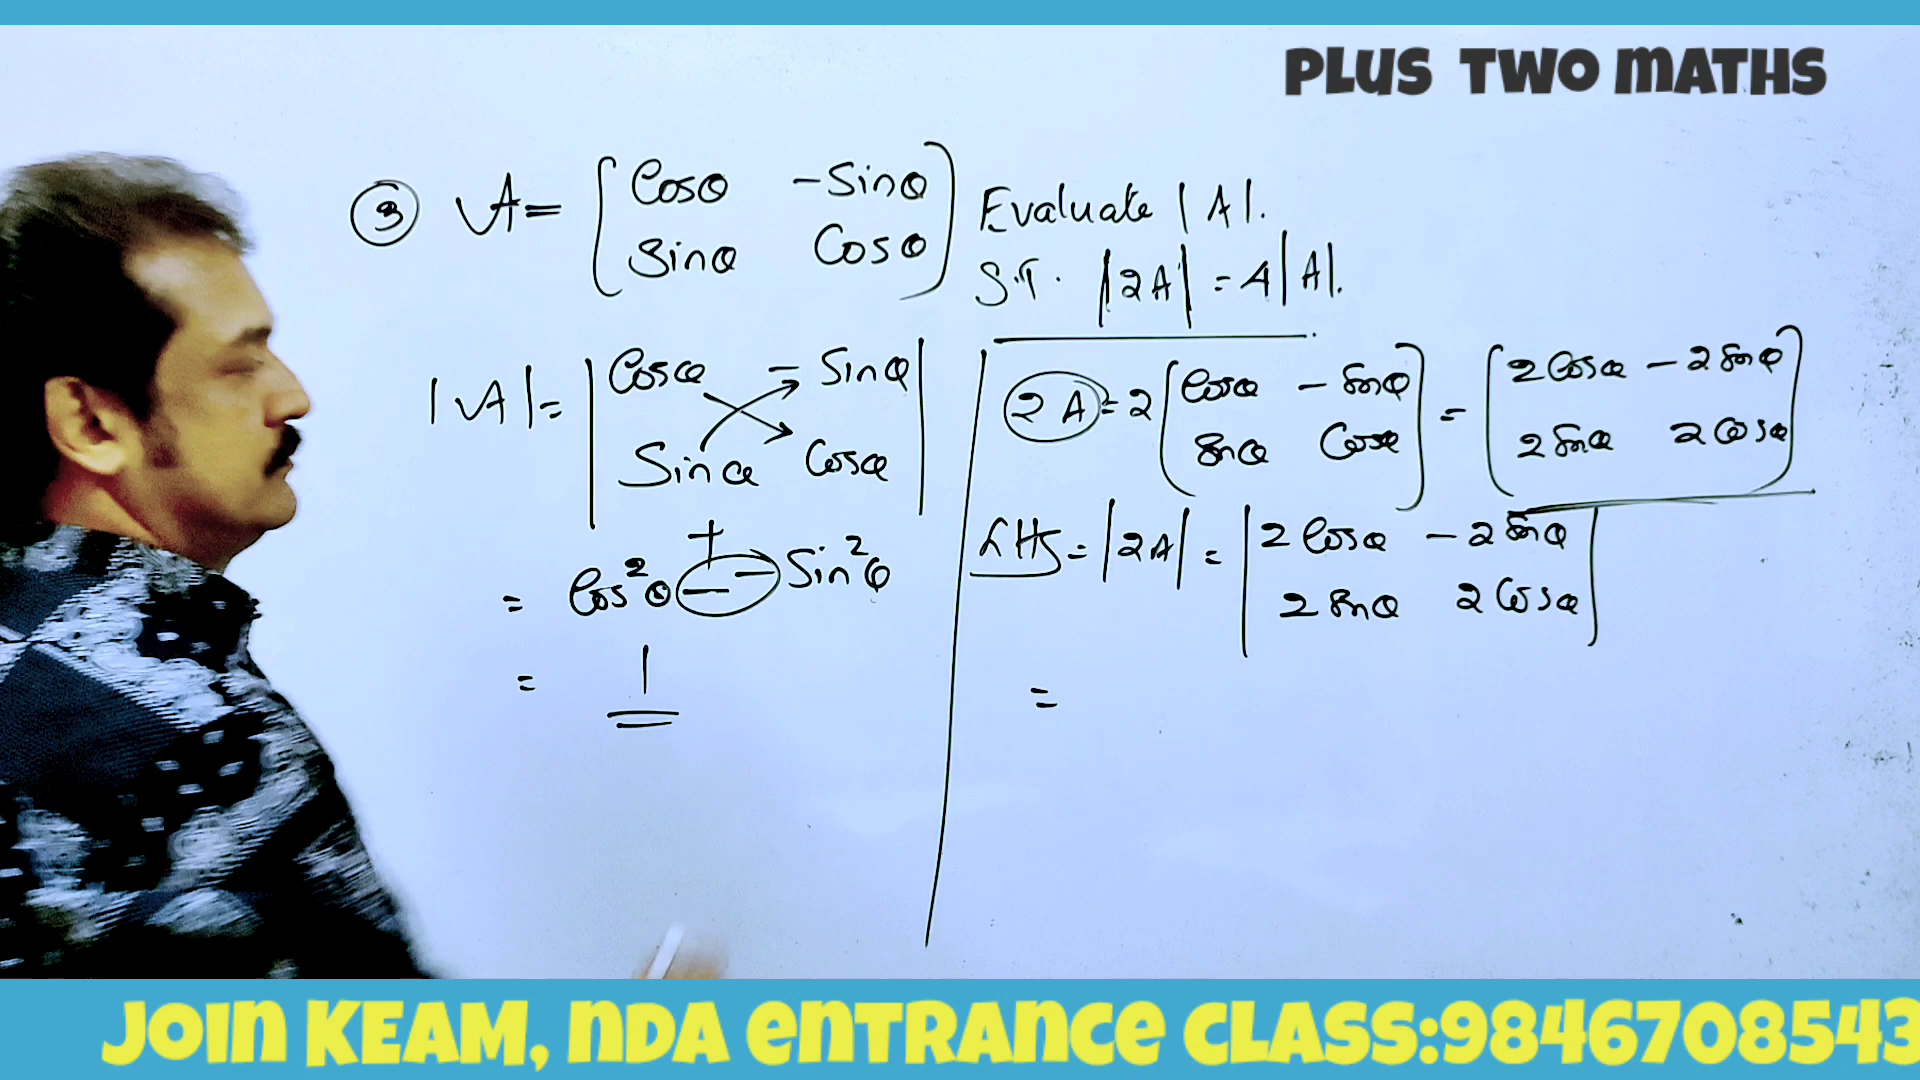 PLUS TWO MATHS
③ A = [ Cosθ -Sinθ
Sinθ Cosθ ] Evaluate |A|.
S.T. |2A| = 4|A|.
|A| = | Cosθ - Sinθ
Sinθ Cosθ |
= Cos²θ - - Sin²θ
+
= 1
2A = 2 [ Cosθ - Sinθ
Sinθ Cosθ ] = [ 2Cosθ - 2Sinθ
2Sinθ 2Cosθ ]
LHS = |2A| = | 2Cosθ - 2Sinθ
2Sinθ 2Cosθ |
=
JOIN KEAM, NDA ENTRANCE CLASS:9846708543